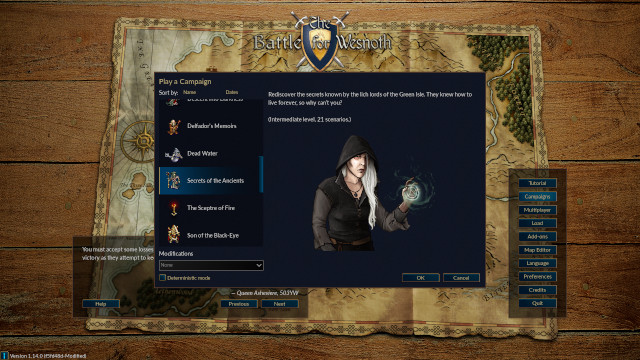 The
Battle for Wesnoth
Play a Campaign
Sort by: Name Dates
Delfador's Memoirs
Dead Water
Secrets of the Ancients
The Sceptre of Fire
Son of the Black-Eye
Modifications
None
Deterministic mode
Rediscover the secrets known by the lich lords of the Green Isle. They knew how to
live forever, so why can't you?
(Intermediate level, 21 scenarios.)
OK Cancel
Tutorial
Campaigns
Multiplayer
Load
Add-ons
Map Editor
Language
Preferences
Credits
Quit
You must accept some losses
victory as they attempt to
Help
Previous Next